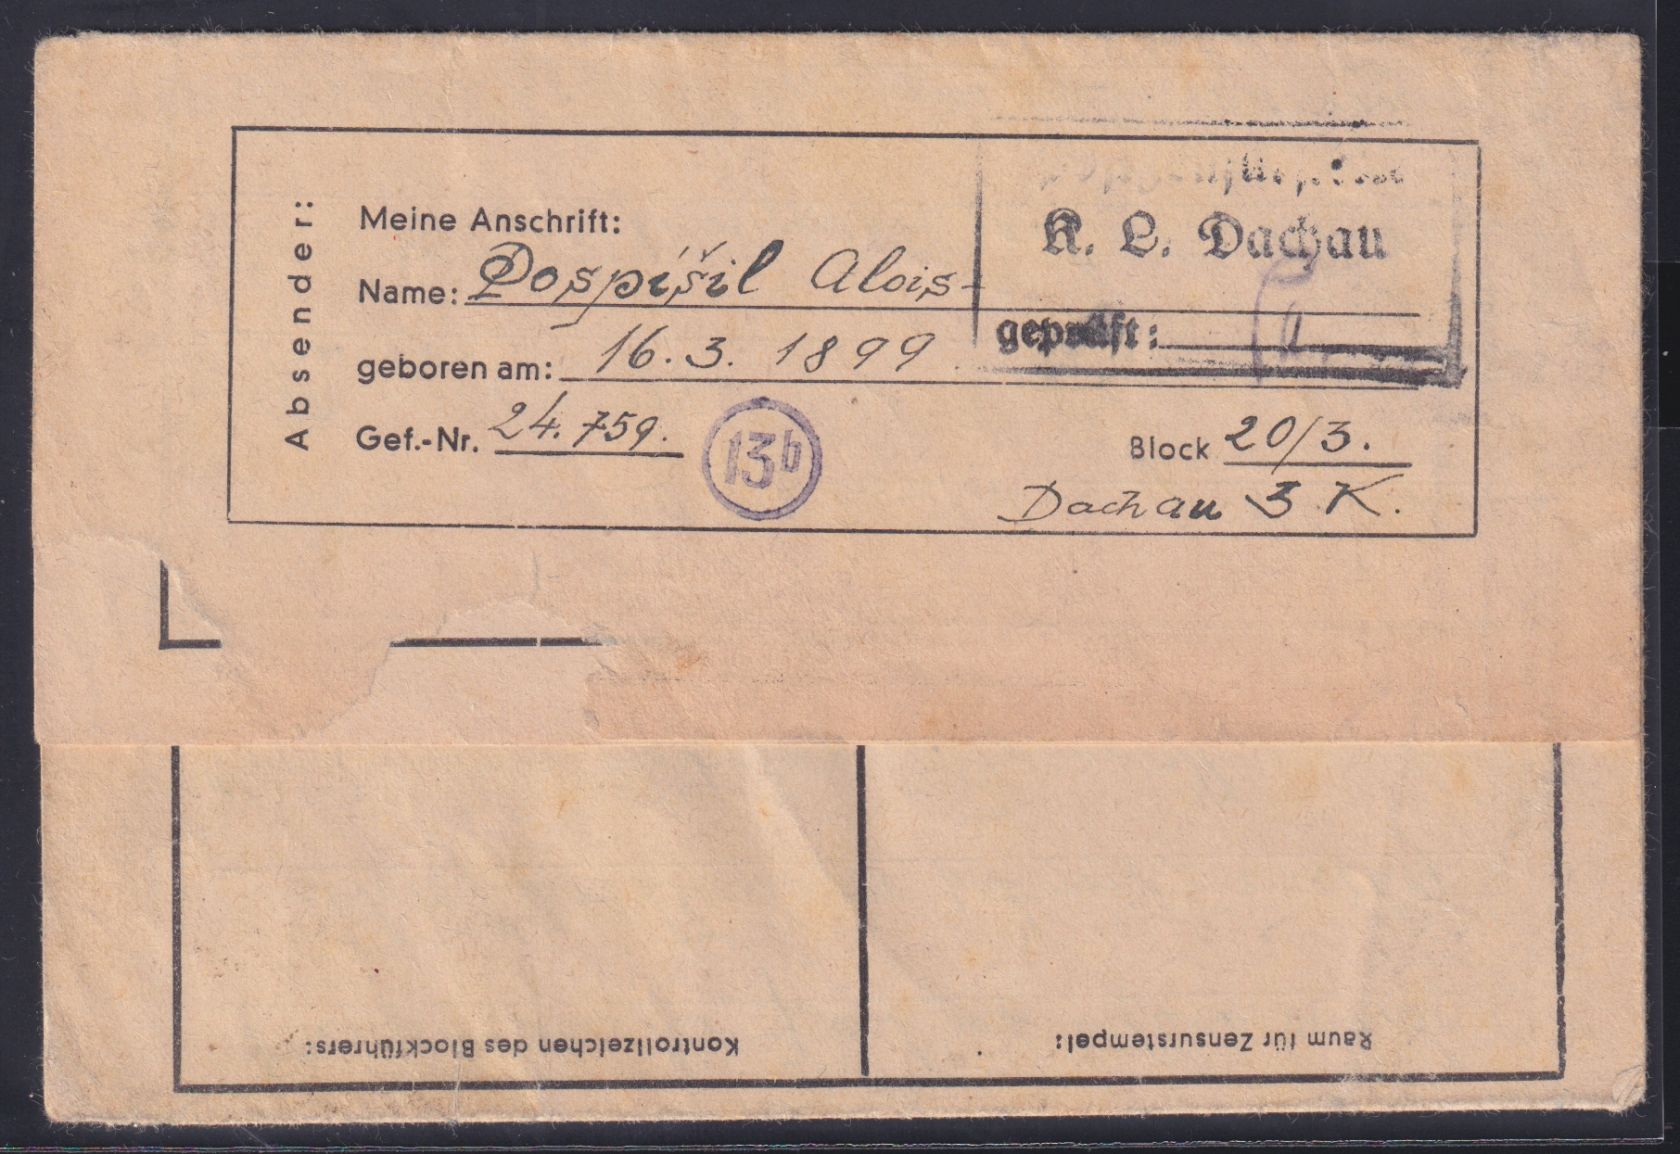 Absender:
Meine Anschrift:
Name: Pospíšil Alois
geboren am: 16. 3. 1899
Gef.-Nr. 24.759.
13b
Block 20/3.
Dachau 3 K.
K. L. Dachau
geprüft:
Kontrollzeichen des Blockführers:
Raum für Zensurstempel: